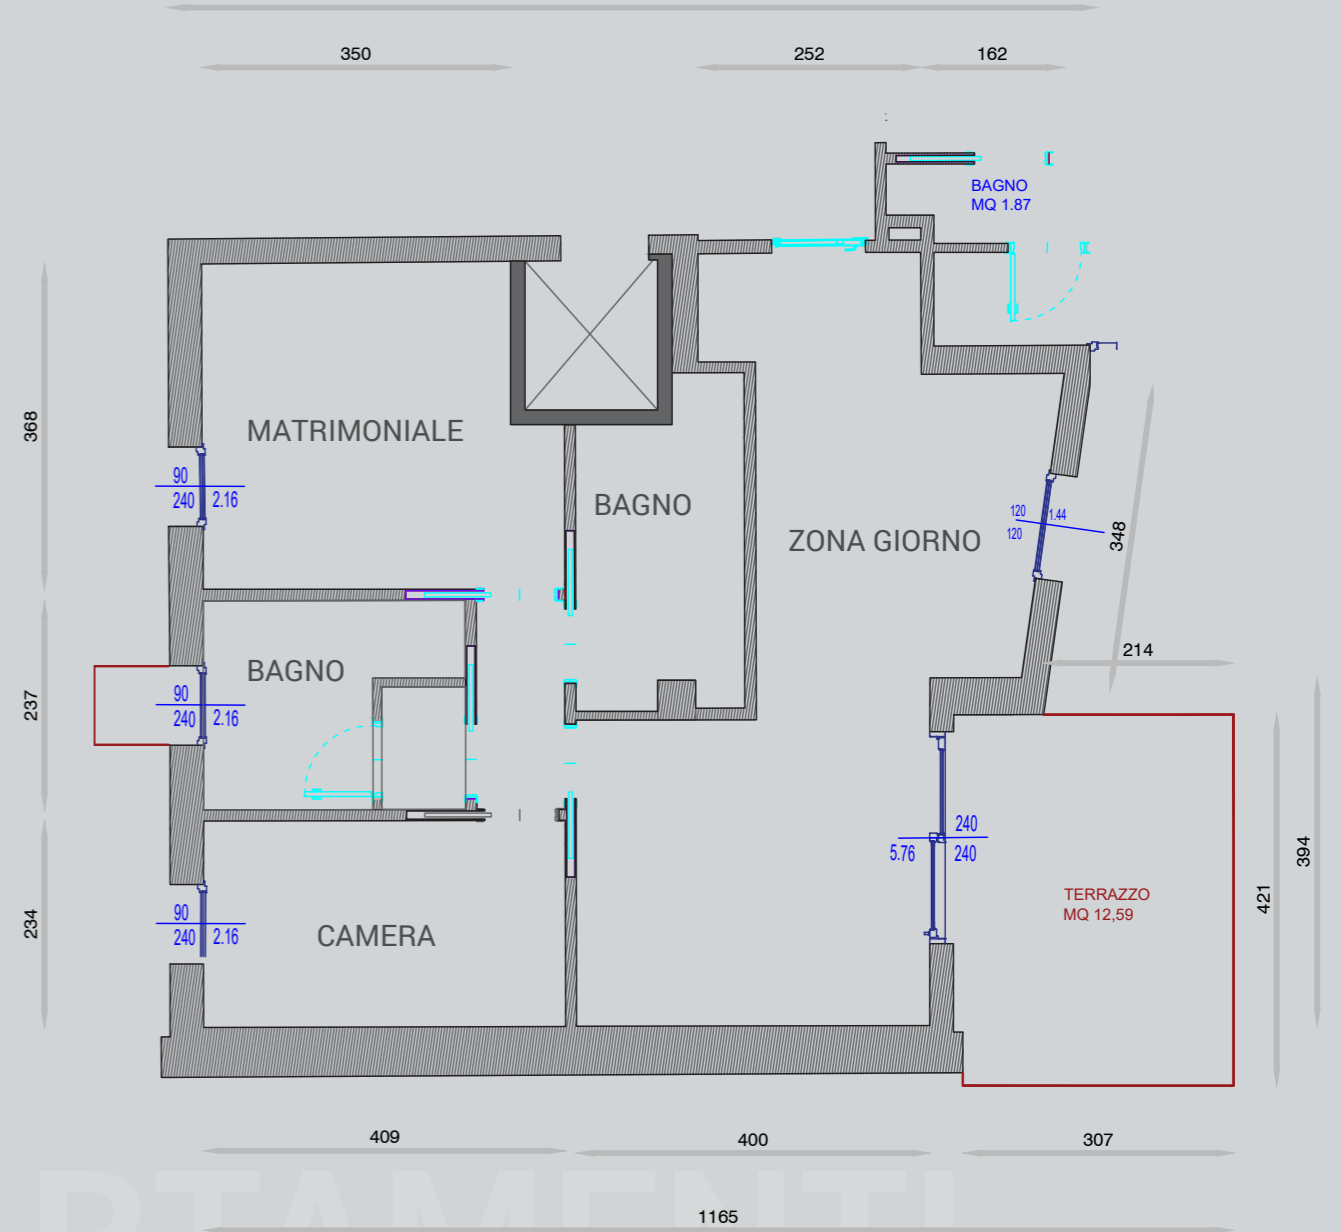 350
252
162
BAGNO
MQ 1.87
368
MATRIMONIALE
90
240 2.16
BAGNO
ZONA GIORNO
120
120
1.44
348
BAGNO
214
237
90
240 2.16
240
240
5.76
394
421
TERRAZZO
MQ 12,59
234
90
240 2.16
CAMERA
409
400
307
RTAMENTI
1165